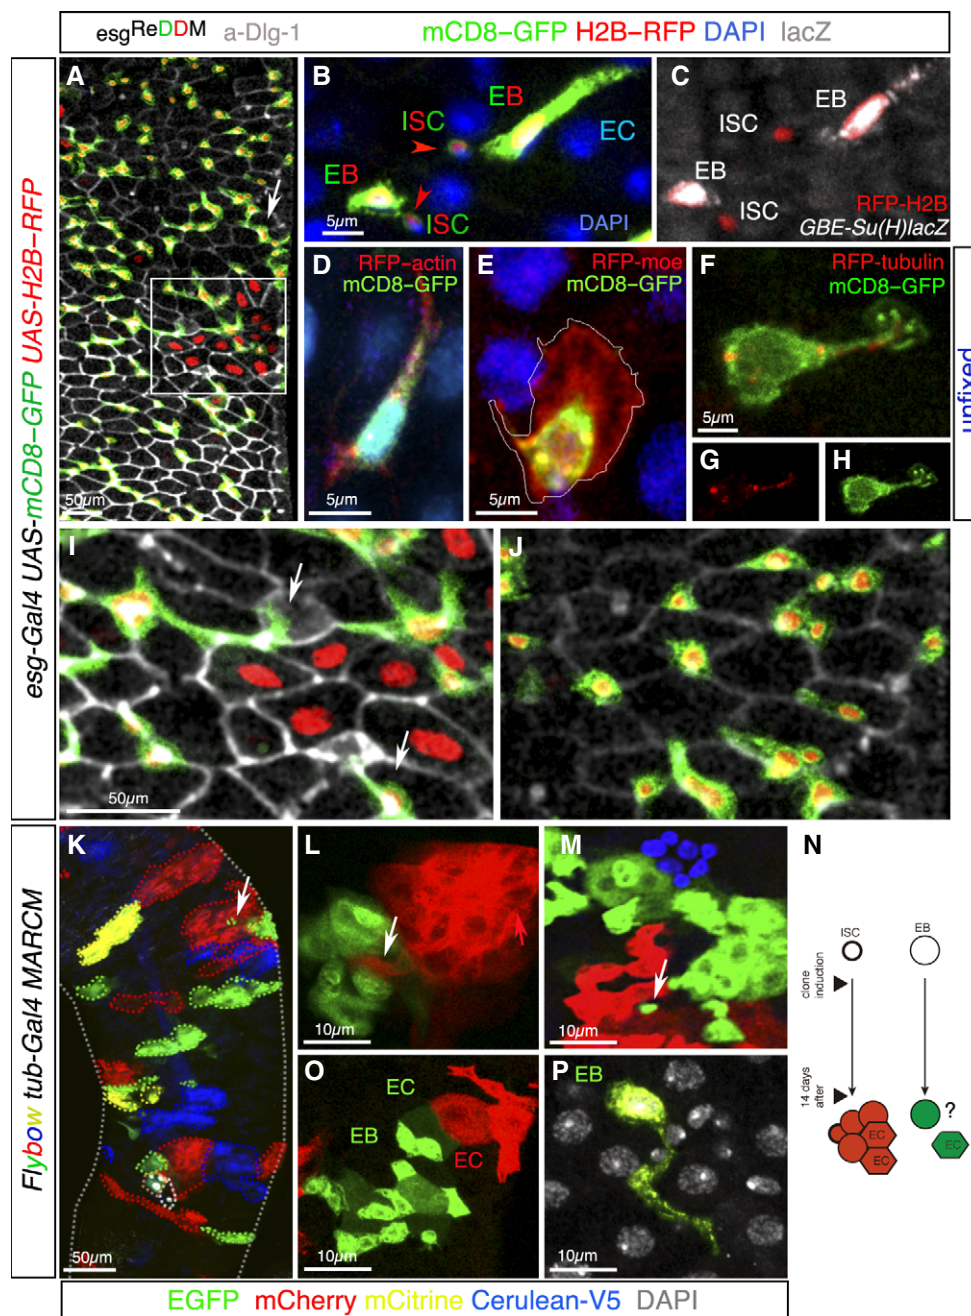 esgReDDM a-Dlg-1 mCD8–GFP H2B–RFP DAPI lacZ
esg-Gal4 UAS-mCD8–GFP UAS-H2B–RFP
A
50µm
B
EB
ISC
EC
EB
ISC
5µm
DAPI
C
EB
ISC
EB
ISC
RFP-H2B
GBE-Su(H)lacZ
D
RFP–actin
mCD8–GFP
5µm
E
RFP-moe
mCD8–GFP
5µm
F
RFP-tubulin
mCD8–GFP
5µm
G
H
unfixed
I
50µm
J
Flybow tub-Gal4 MARCM
K
50µm
L
10µm
M
10µm
N
ISC
EB
clone
induction
14 days
after
EC
EC
?
EC
O
EC
EB
EC
10µm
P
EB
10µm
EGFP mCherry mCitrine Cerulean-V5 DAPI